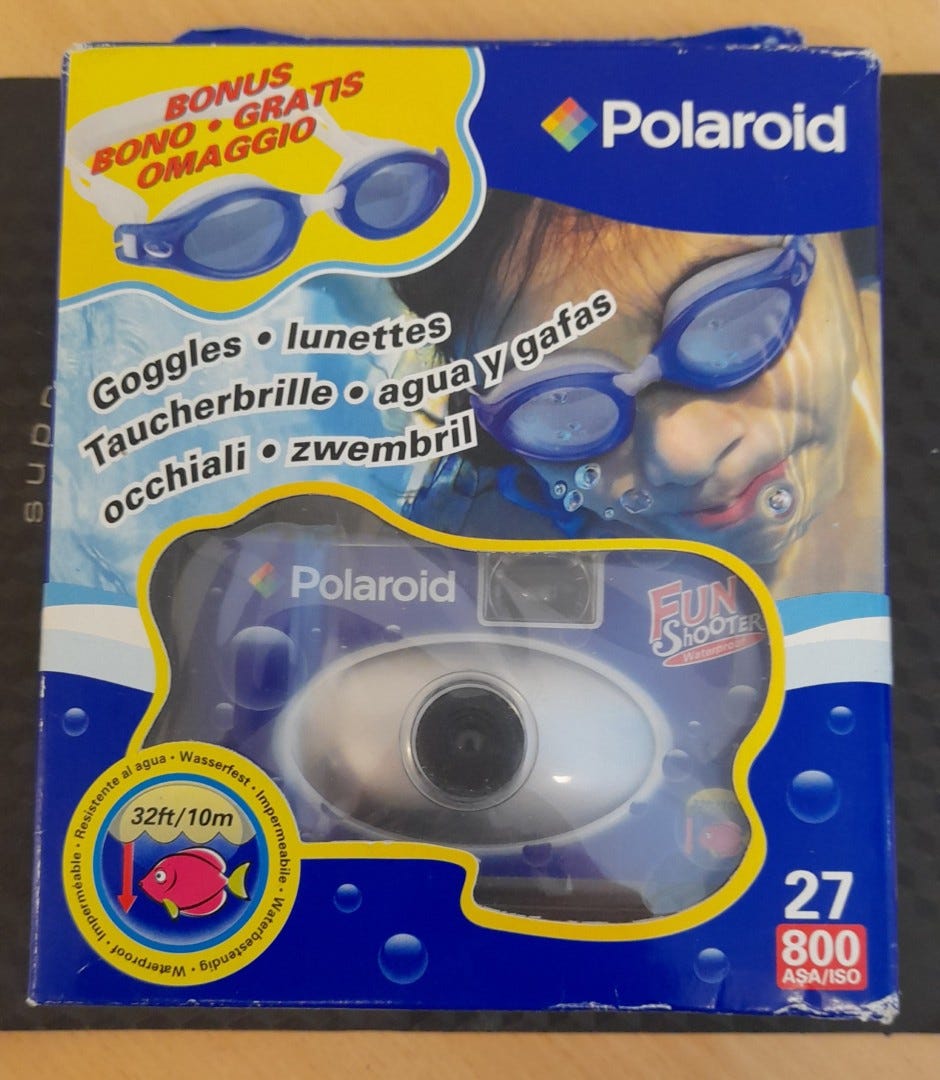 BONUS
BONO • GRATIS
OMAGGIO
Polaroid
Goggles • lunettes
Taucherbrille • agua y gafas
occhiali • zwembril
Polaroid
FUN
SHOOTER
Waterproof
32ft/10m
Resistente al agua • Wasserfest • Impermeabile • Waterbestendig • Waterproof • Imperméable •
27
800
ASA/ISO